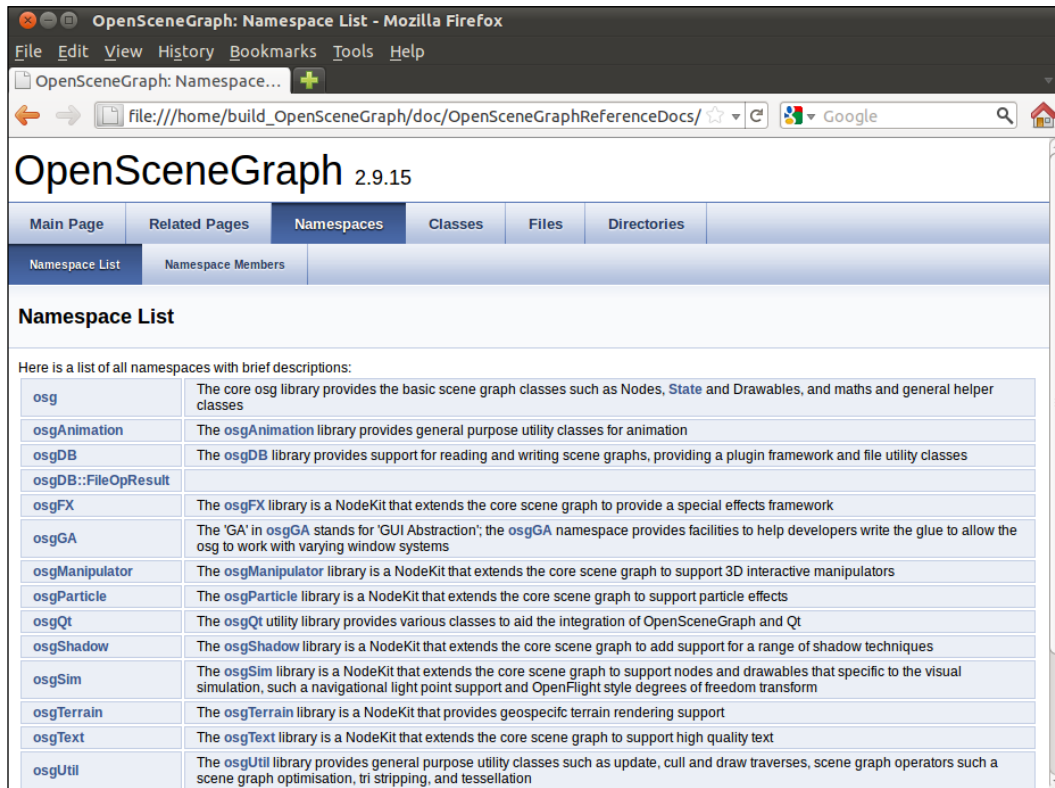 OpenSceneGraph: Namespace List - Mozilla Firefox
File Edit View History Bookmarks Tools Help
OpenSceneGraph: Namespace...
file:///home/build_OpenSceneGraph/doc/OpenSceneGraphReferenceDocs/ Google
OpenSceneGraph 2.9.15
Main Page Related Pages Namespaces Classes Files Directories
Namespace List Namespace Members
Namespace List
Here is a list of all namespaces with brief descriptions:
osg The core osg library provides the basic scene graph classes such as Nodes, State and Drawables, and maths and general helper
classes
osgAnimation The osgAnimation library provides general purpose utility classes for animation
osgDB The osgDB library provides support for reading and writing scene graphs, providing a plugin framework and file utility classes
osgDB::FileOpResult
osgFX The osgFX library is a NodeKit that extends the core scene graph to provide a special effects framework
osgGA The 'GA' in osgGA stands for 'GUI Abstraction'; the osgGA namespace provides facilities to help developers write the glue to allow the
osg to work with varying window systems
osgManipulator The osgManipulator library is a NodeKit that extends the core scene graph to support 3D interactive manipulators
osgParticle The osgParticle library is a NodeKit that extends the core scene graph to support particle effects
osgQt The osgQt utility library provides various classes to aid the integration of OpenSceneGraph and Qt
osgShadow The osgShadow library is a NodeKit that extends the core scene graph to add support for a range of shadow techniques
osgSim The osgSim library is a NodeKit that extends the core scene graph to support nodes and drawables that specific to the visual
simulation, such a navigational light point support and OpenFlight style degrees of freedom transform
osgTerrain The osgTerrain library is a NodeKit that provides geospecifc terrain rendering support
osgText The osgText library is a NodeKit that extends the core scene graph to support high quality text
osgUtil The osgUtil library provides general purpose utility classes such as update, cull and draw traverses, scene graph operators such a
scene graph optimisation, tri stripping, and tessellation